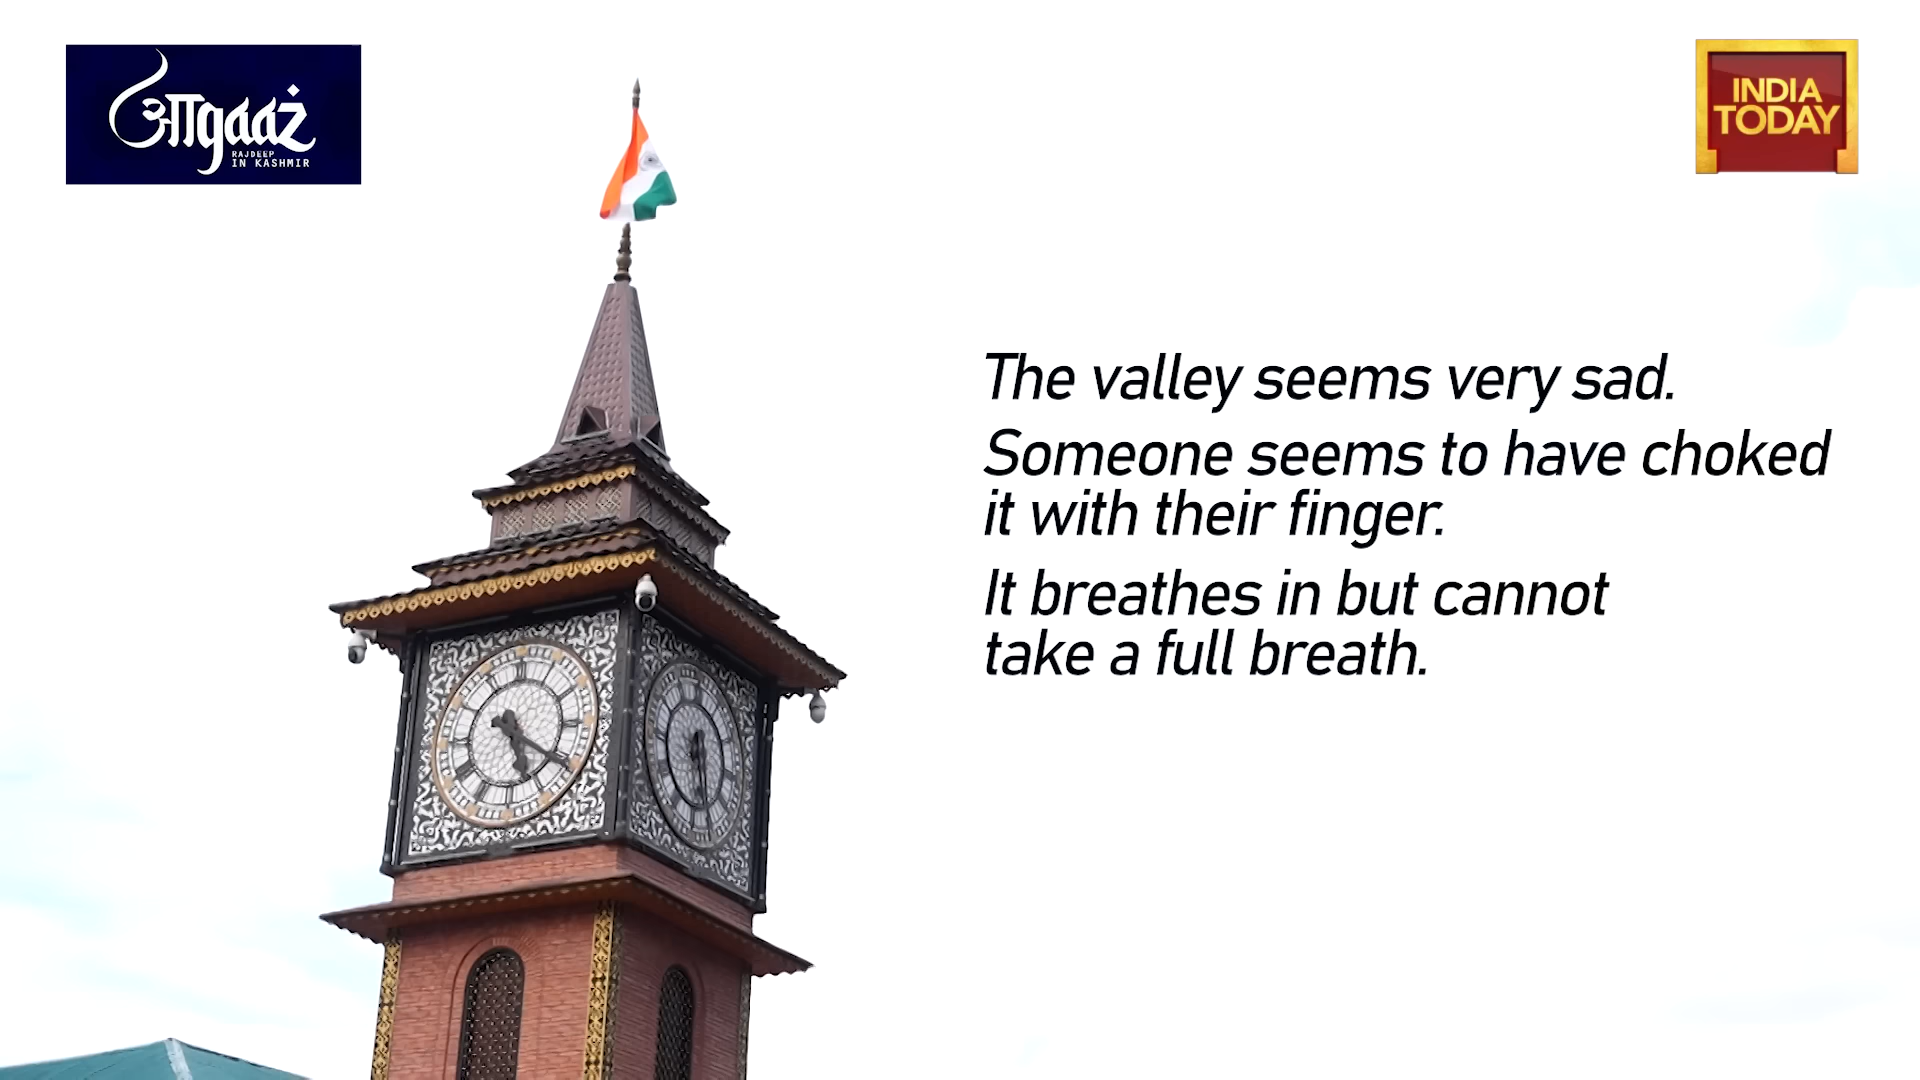 आgaaz
RAJDEEP
IN KASHMIR
INDIA
TODAY
The valley seems very sad.
Someone seems to have choked
it with their finger.
It breathes in but cannot
take a full breath.